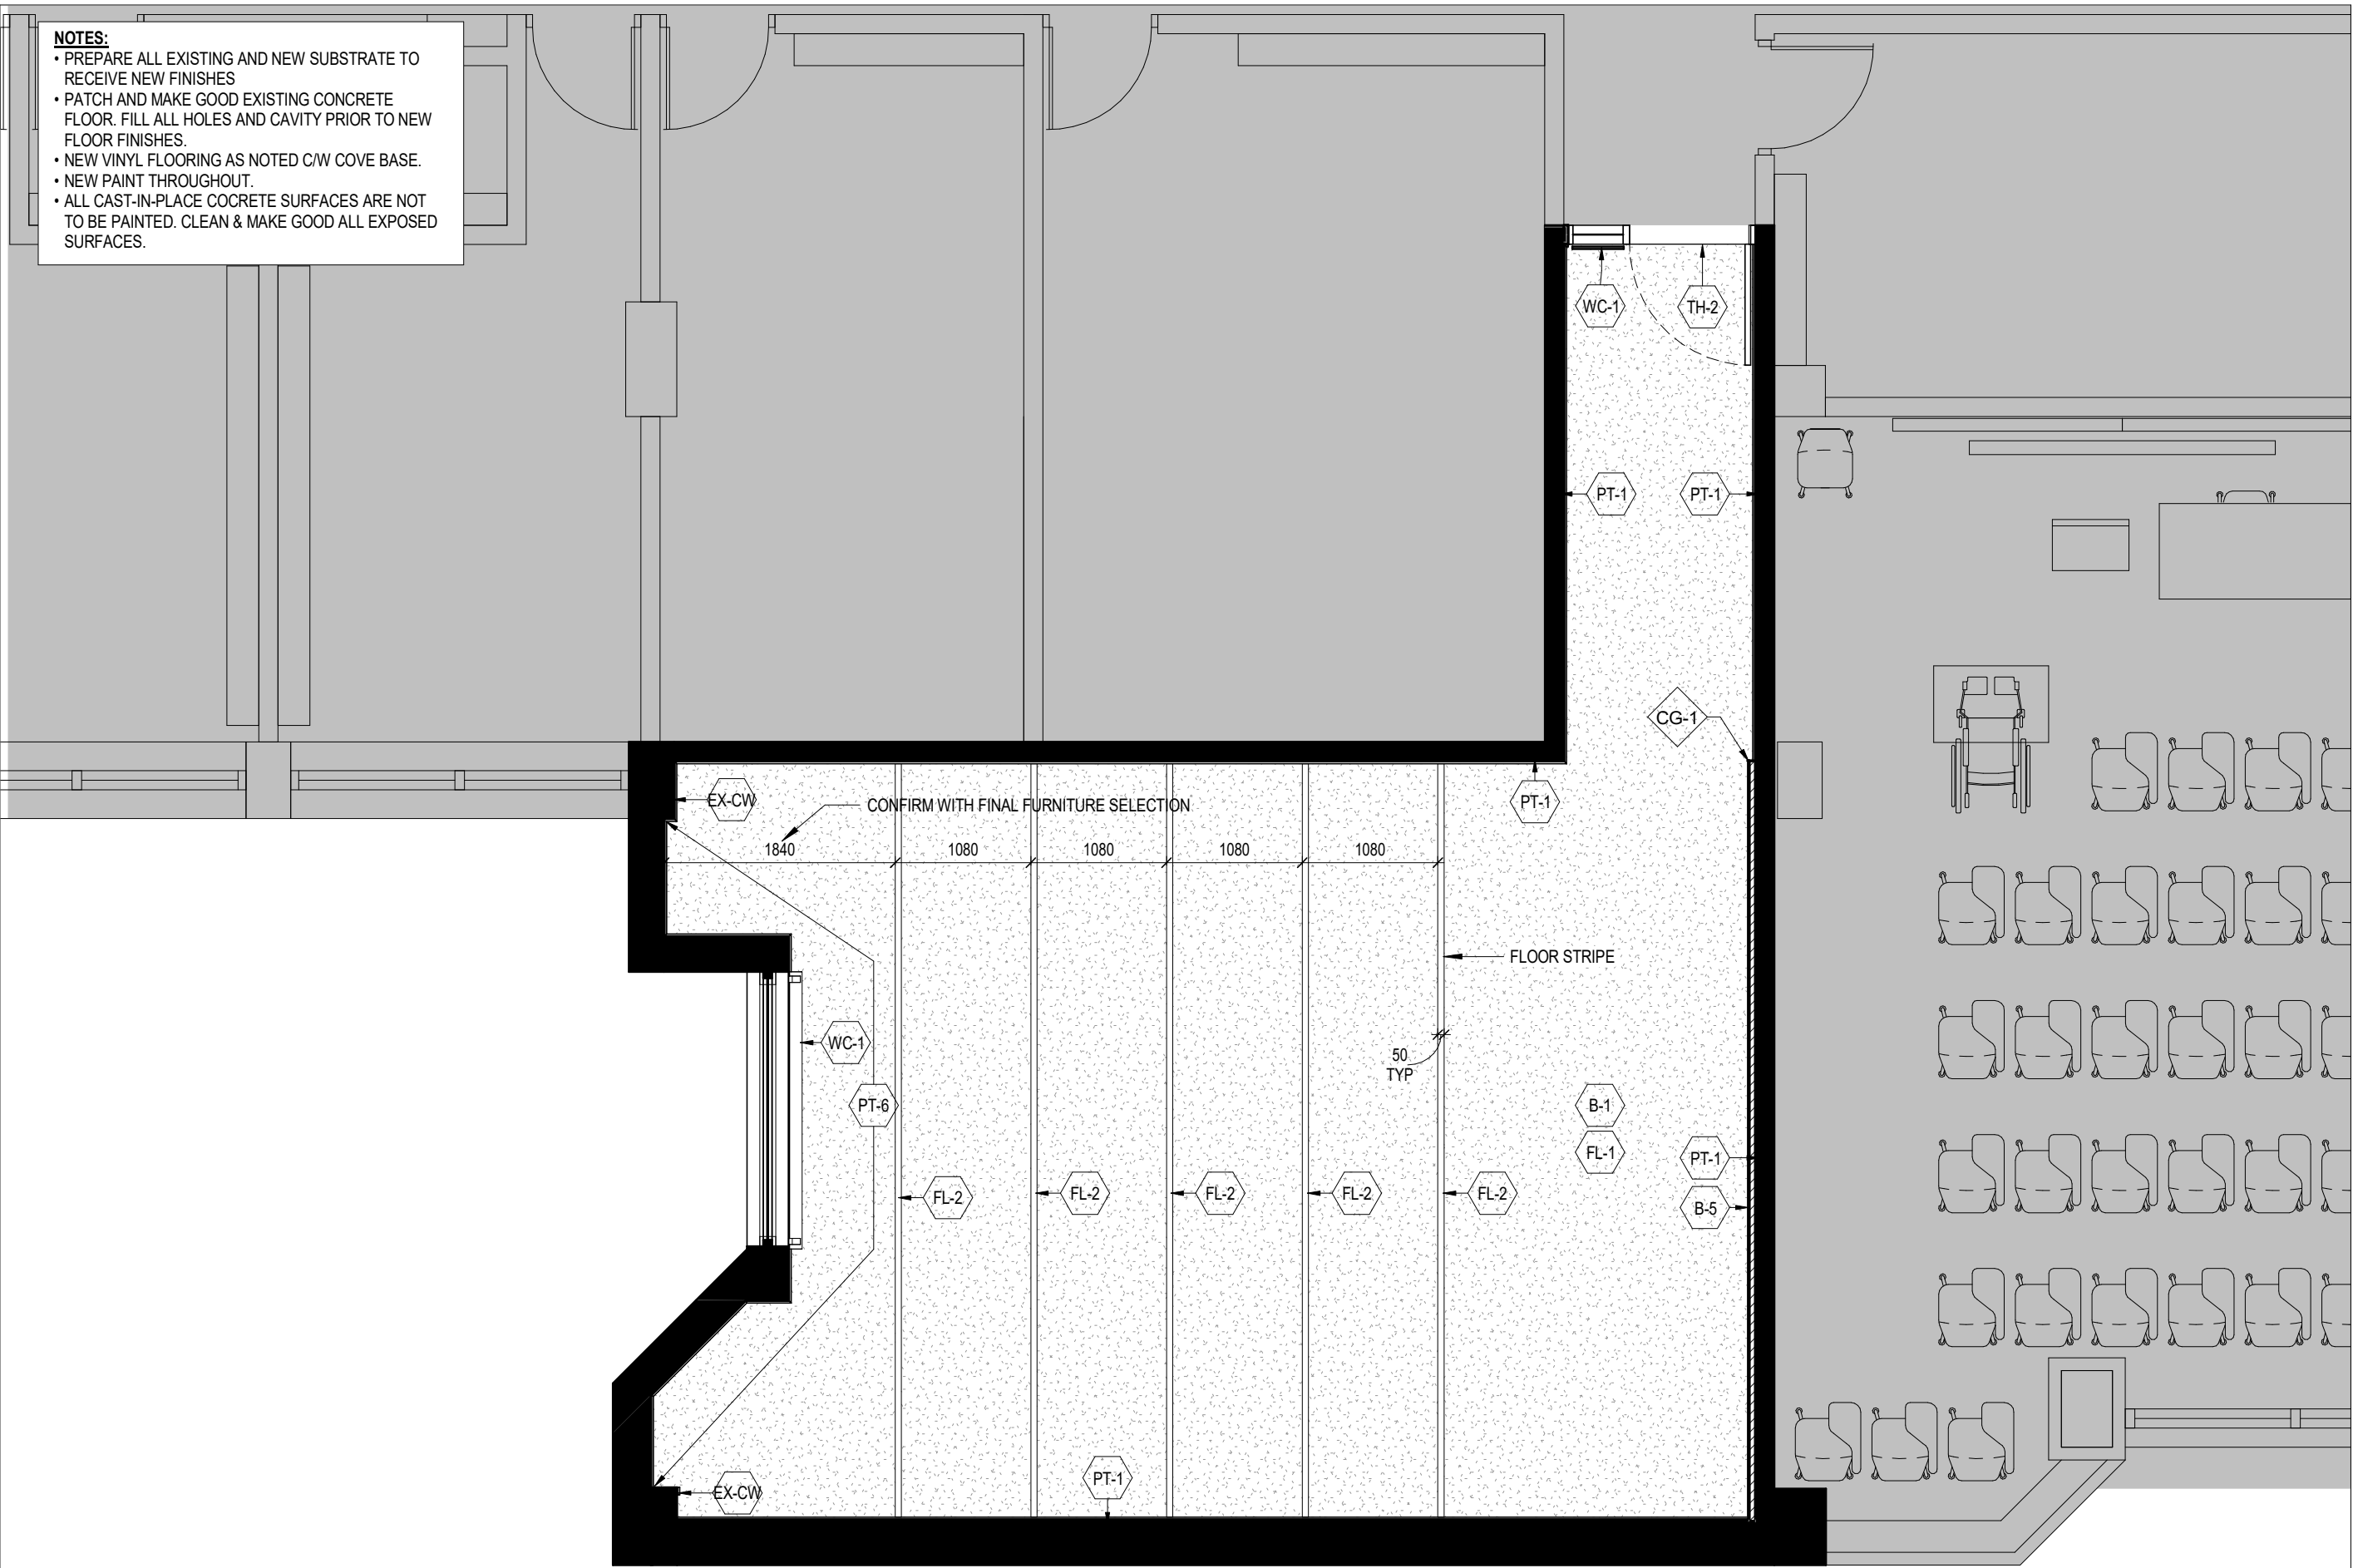 NOTES:
• PREPARE ALL EXISTING AND NEW SUBSTRATE TO
RECEIVE NEW FINISHES
• PATCH AND MAKE GOOD EXISTING CONCRETE
FLOOR. FILL ALL HOLES AND CAVITY PRIOR TO NEW
FLOOR FINISHES.
• NEW VINYL FLOORING AS NOTED C/W COVE BASE.
• NEW PAINT THROUGHOUT.
• ALL CAST-IN-PLACE COCRETE SURFACES ARE NOT
TO BE PAINTED. CLEAN & MAKE GOOD ALL EXPOSED
SURFACES.
WC-1
TH-2
PT-1
PT-1
CG-1
EX-CW
CONFIRM WITH FINAL FURNITURE SELECTION
PT-1
1840
1080
1080
1080
1080
FLOOR STRIPE
WC-1
50
TYP
PT-6
B-1
FL-1
PT-1
FL-2
FL-2
FL-2
FL-2
FL-2
B-5
PT-1
EX-CW